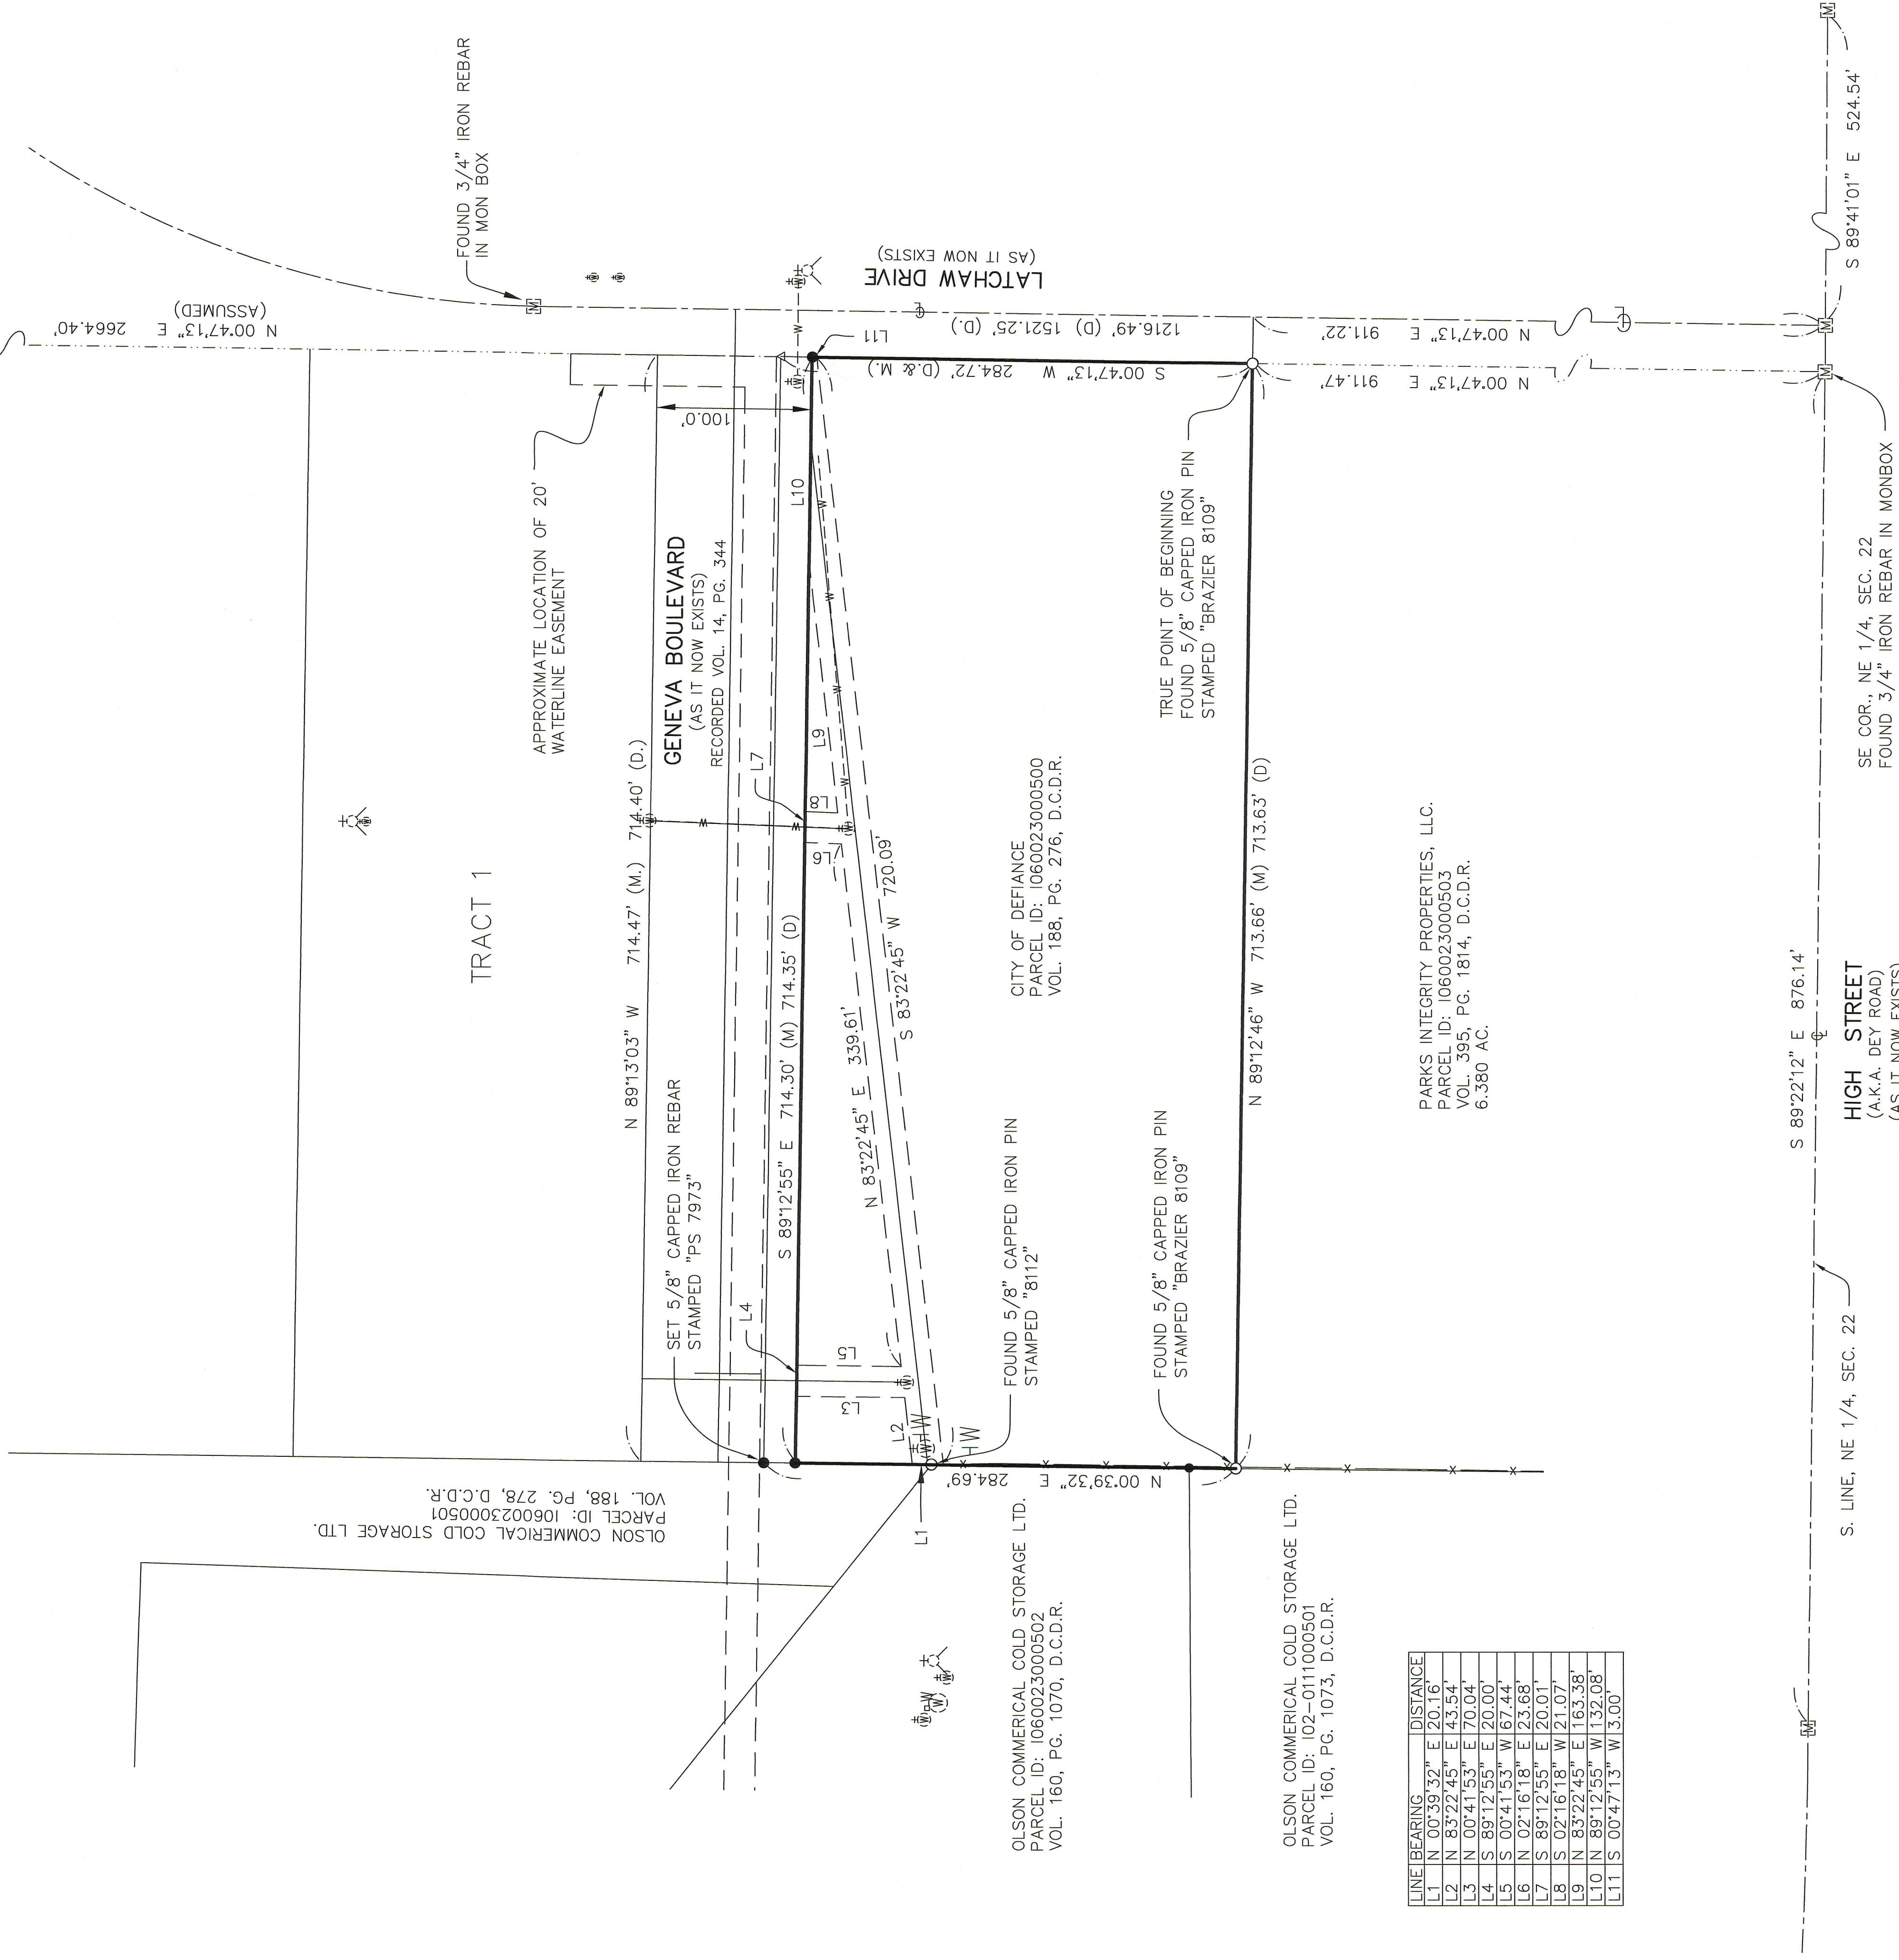 N 00°47'13" E 2664.40'
(ASSUMED)
FOUND 3/4" IRON REBAR
IN MON BOX
LATCHAW DRIVE
(AS IT NOW EXISTS)
1216.49' (D) 1521.25' (D.)
N 00°47'13" E 911.22'
N 00°47'13" E 911.47'
S 00°47'13" W 284.72' (D.& M.)
L11
S 89°41'01" E 524.54'
APPROXIMATE LOCATION OF 20'
WATERLINE EASEMENT
100.0'
GENEVA BOULEVARD
(AS IT NOW EXISTS)
RECORDED VOL. 14, PG. 344
N 89°13'03" W 714.47' (M.) 714.40' (D.)
TRACT 1
L10
L9
L8
L7
L6
S 89°12'55" E 714.30' (M) 714.35' (D)
N 83°22'45" E 339.61'
S 83°22'45" W 720.09'
L5
L4
L3
L2
L1
SET 5/8" CAPPED IRON REBAR
STAMPED "PS 7973"
TRUE POINT OF BEGINNING
FOUND 5/8" CAPPED IRON PIN
STAMPED "BRAZIER 8109"
CITY OF DEFIANCE
PARCEL ID: I060023000500
VOL. 188, PG. 276, D.C.D.R.
N 89°12'46" W 713.66' (M) 713.63' (D)
FOUND 5/8" CAPPED IRON PIN
STAMPED "8112"
FOUND 5/8" CAPPED IRON PIN
STAMPED "BRAZIER 8109"
N 00°39'32" E 284.69'
PARKS INTEGRITY PROPERTIES, LLC.
PARCEL ID: I060023000503
VOL. 395, PG. 1814, D.C.D.R.
6.380 AC.
SE COR., NE 1/4, SEC. 22
FOUND 3/4" IRON REBAR IN MONBOX
S 89°22'12" E 876.14'
HIGH STREET
(A.K.A. DEY ROAD)
(AS IT NOW EXISTS)
S. LINE, NE 1/4, SEC. 22
OLSON COMMERICAL COLD STORAGE LTD.
PARCEL ID: I060023000501
VOL. 188, PG. 278, D.C.D.R.
OLSON COMMERICAL COLD STORAGE LTD.
PARCEL ID: I060023000502
VOL. 160, PG. 1070, D.C.D.R.
OLSON COMMERICAL COLD STORAGE LTD.
PARCEL ID: I02-0111000501
VOL. 160, PG. 1073, D.C.D.R.
LINE BEARING DISTANCE
L1 N 00°39'32" E 20.16'
L2 N 83°22'45" E 43.54'
L3 N 00°41'53" E 70.04'
L4 S 89°12'55" E 20.00'
L5 S 00°41'53" W 67.44'
L6 N 02°16'18" E 23.68'
L7 S 89°12'55" E 20.01'
L8 S 02°16'18" W 21.07'
L9 N 83°22'45" E 163.38'
L10 N 89°12'55" W 132.08'
L11 S 00°47'13" W 3.00'